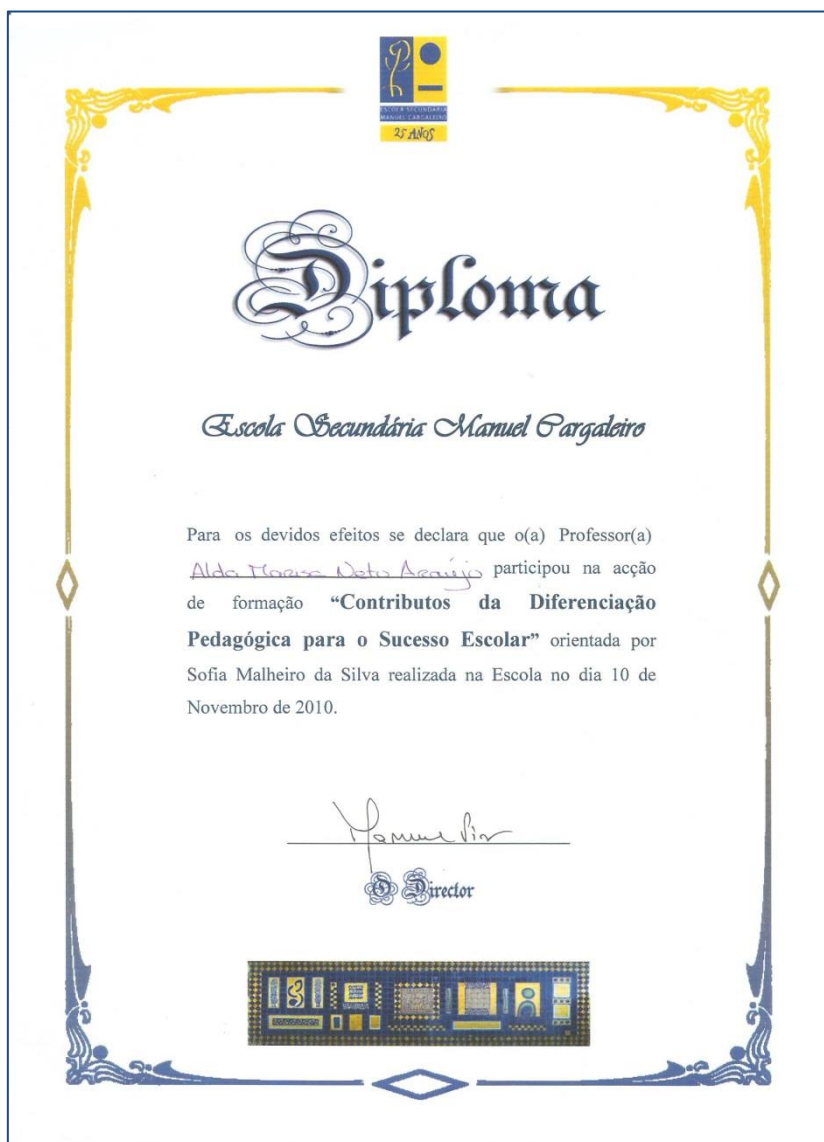 ESCOLA SECUNDÁRIA
MANUEL CARGALEIRO
25 ANOS
Diploma
Escola Secundária Manuel Cargaleiro
Para os devidos efeitos se declara que o(a) Professor(a)
Alda Marisa Neto Araújo participou na acção
de formação “Contributos da Diferenciação
Pedagógica para o Sucesso Escolar” orientada por
Sofia Malheiro da Silva realizada na Escola no dia 10 de
Novembro de 2010.
Manuel
O Director